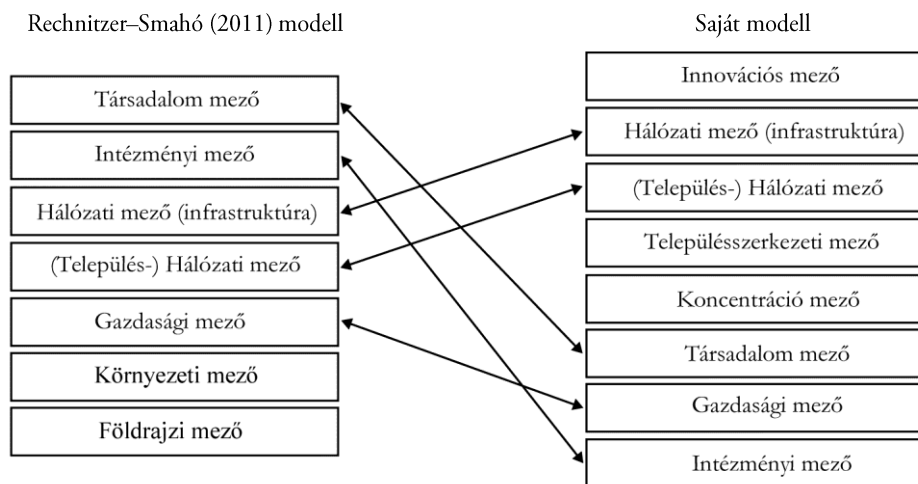 Rechnitzer–Smahó (2011) modell
Társadalom mező
Intézményi mező
Hálózati mező (infrastruktúra)
(Település-) Hálózati mező
Gazdasági mező
Környezeti mező
Földrajzi mező
Saját modell
Innovációs mező
Hálózati mező (infrastruktúra)
(Település-) Hálózati mező
Településszerkezeti mező
Koncentráció mező
Társadalom mező
Gazdasági mező
Intézményi mező